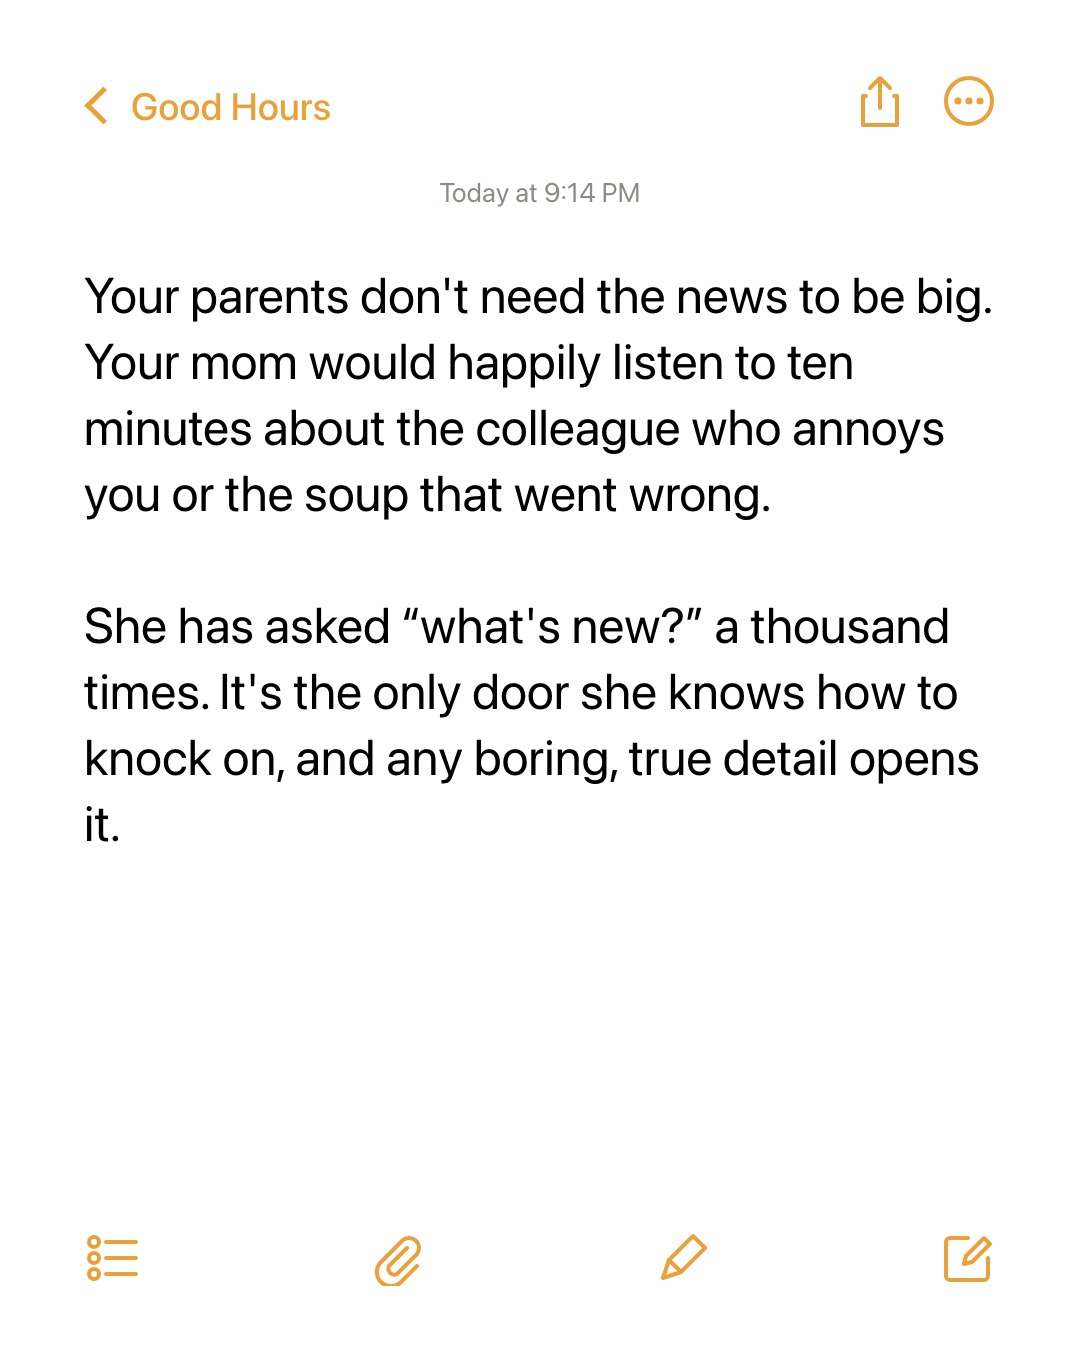 Good Hours
Today at 9:14 PM
Your parents don't need the news to be big.
Your mom would happily listen to ten
minutes about the colleague who annoys
you or the soup that went wrong.
She has asked “what's new?” a thousand
times. It's the only door she knows how to
knock on, and any boring, true detail opens
it.